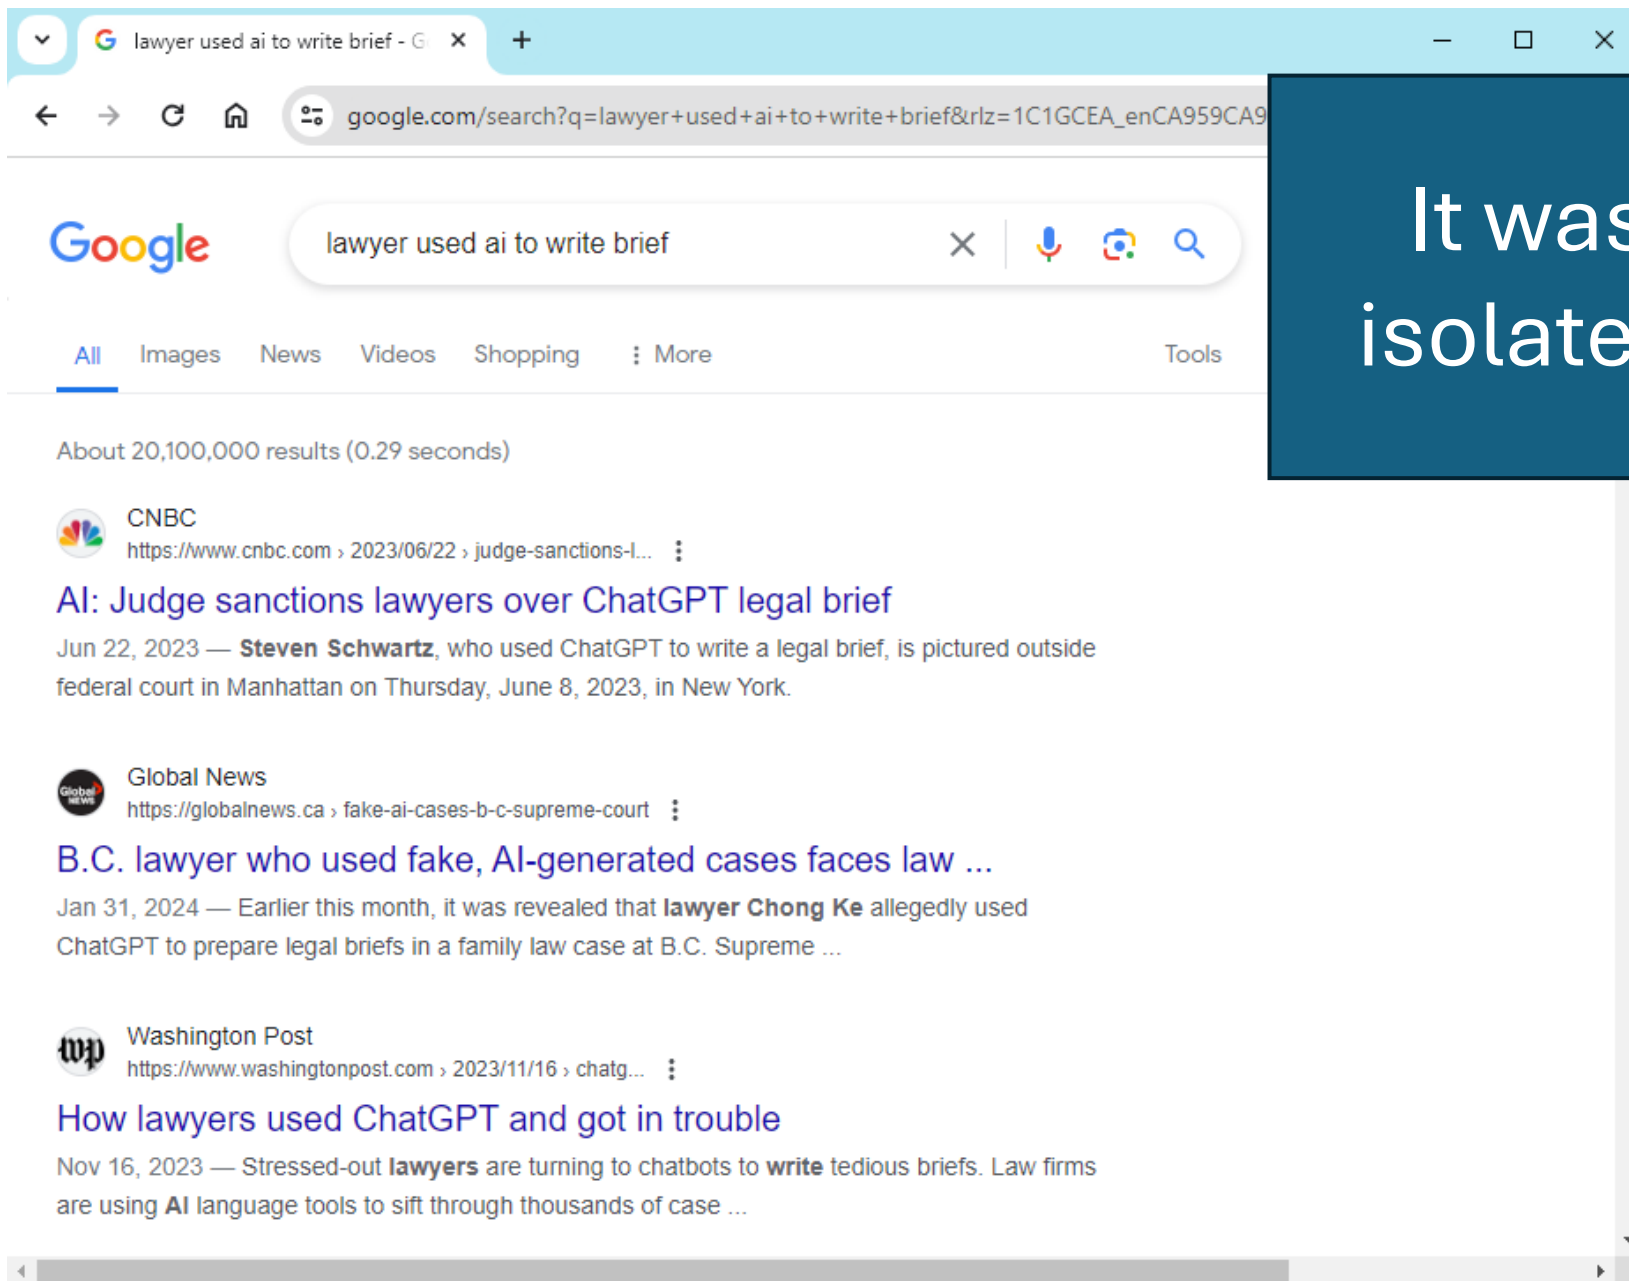 lawyer used ai to write brief - G
google.com/search?q=lawyer+used+ai+to+write+brief&rlz=1C1GCEA_enCA959CA9
It was
isolate
Google
lawyer used ai to write brief
All Images News Videos Shopping More Tools
About 20,100,000 results (0.29 seconds)
CNBC
https://www.cnbc.com › 2023/06/22 › judge-sanctions-l...
AI: Judge sanctions lawyers over ChatGPT legal brief
Jun 22, 2023 — Steven Schwartz, who used ChatGPT to write a legal brief, is pictured outside
federal court in Manhattan on Thursday, June 8, 2023, in New York.
Global NEWS
Global News
https://globalnews.ca › fake-ai-cases-b-c-supreme-court
B.C. lawyer who used fake, AI-generated cases faces law ...
Jan 31, 2024 — Earlier this month, it was revealed that lawyer Chong Ke allegedly used
ChatGPT to prepare legal briefs in a family law case at B.C. Supreme ...
wp
Washington Post
https://www.washingtonpost.com › 2023/11/16 › chatg...
How lawyers used ChatGPT and got in trouble
Nov 16, 2023 — Stressed-out lawyers are turning to chatbots to write tedious briefs. Law firms
are using AI language tools to sift through thousands of case ...